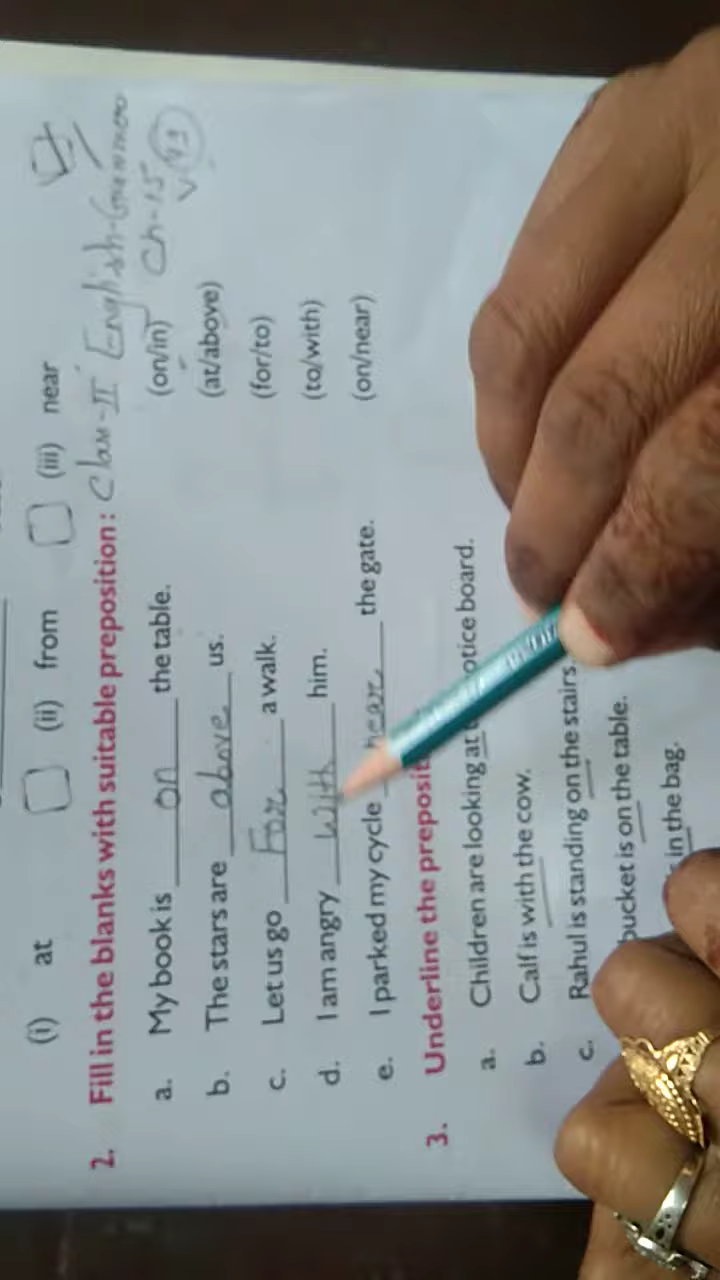 (i) at (ii) from (iii) near
2. Fill in the blanks with suitable preposition : Class-II English-Grammar
Ch-15
a. My book is on the table. (on/in)
b. The stars are above us. (at/above)
c. Let us go For a walk. (for/to)
d. I am angry with him. (to/with)
e. I parked my cycle near the gate. (on/near)
3. Underline the preposit
a. Children are looking at otice board.
b. Calf is with the cow.
c. Rahul is standing on the stairs.
bucket is on the table.
in the bag.